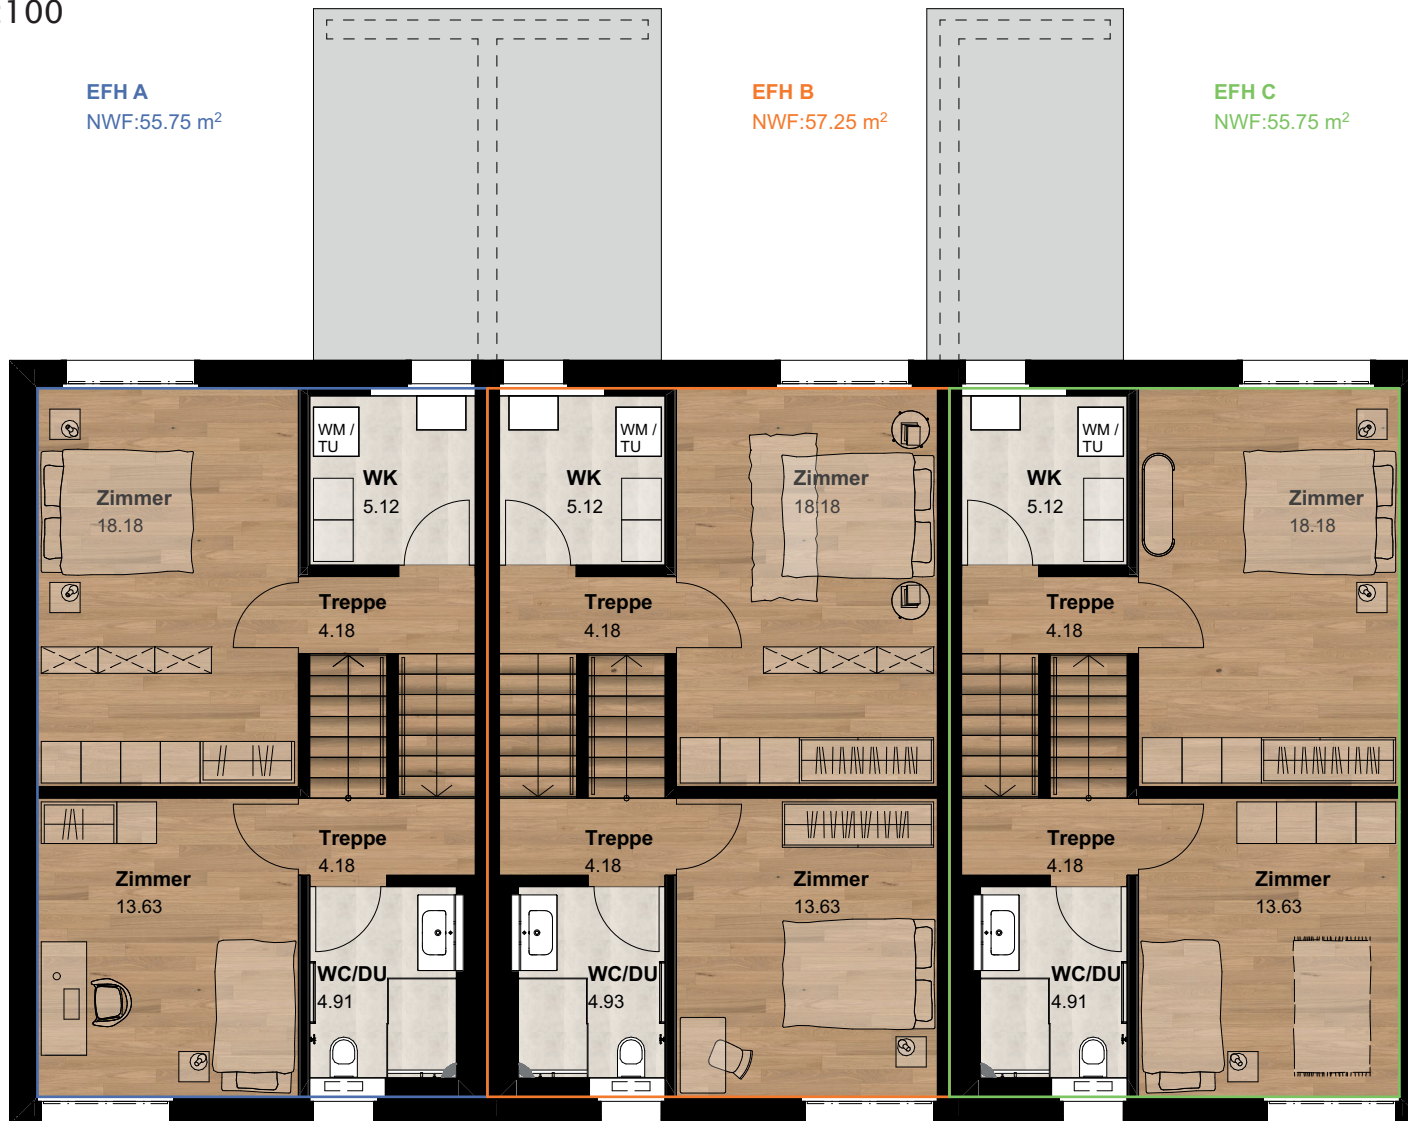 :100
EFH A
NWF:55.75 m²
EFH B
NWF:57.25 m²
EFH C
NWF:55.75 m²
WM /
TU
WK
5.12
Zimmer
18.18
Treppe
4.18
WK
5.12
WM /
TU
Zimmer
18.18
Treppe
4.18
WK
5.12
WM /
TU
Zimmer
18.18
Treppe
4.18
Treppe
4.18
Zimmer
13.63
WC/DU
4.91
Treppe
4.18
Zimmer
13.63
WC/DU
4.93
Treppe
4.18
Zimmer
13.63
WC/DU
4.91